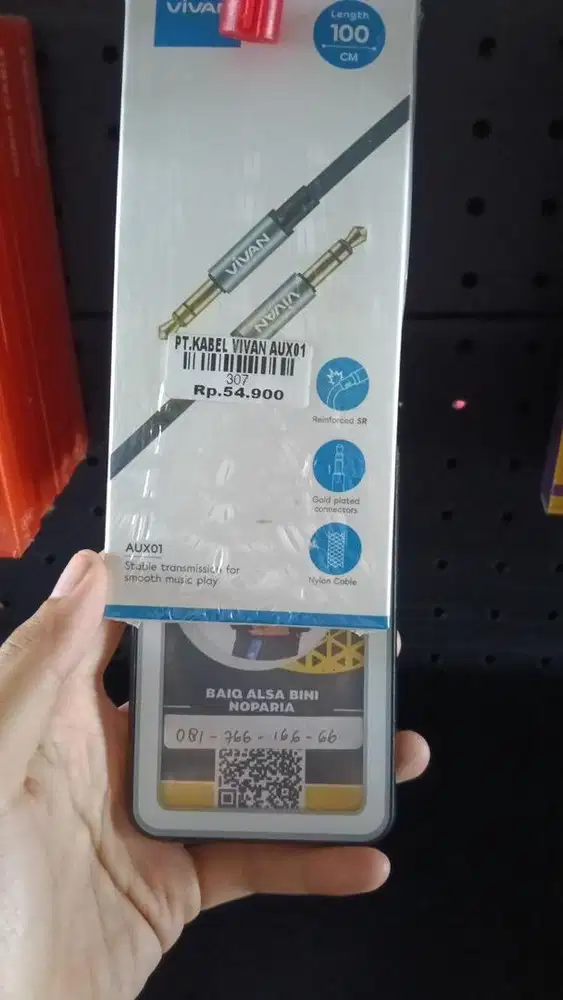 VIVAN
Length
100
CM
VIVAN
VIVAN
PT.KABEL VIVAN AUX01
307
Rp.54.900
Reinforced SR
Gold plated
connectors
AUX01
Stable transmission for
smooth music play
Nylon Cable
BAIQ ALSA BINI
NOPARIA
081-766-166-66